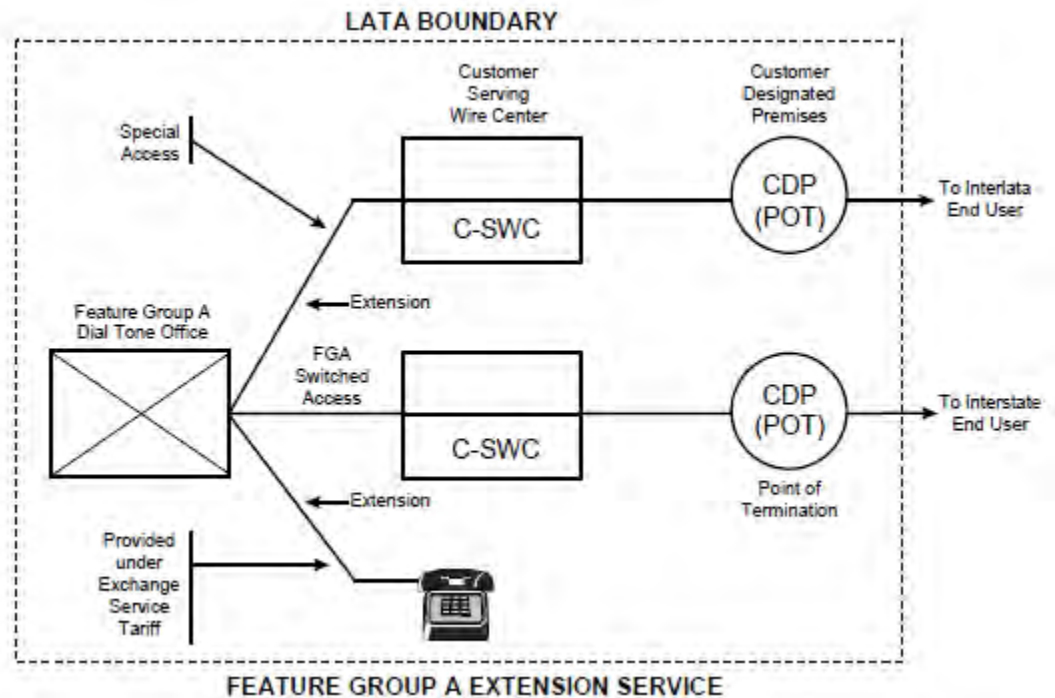 LATA BOUNDARY
Customer
Serving
Wire Center
Customer
Designated
Premises
Special
Access
C-SWC
CDP
(POT)
To Interlata
End User
Extension
Feature Group A
Dial Tone Office
FGA
Switched
Access
C-SWC
CDP
(POT)
To Interstate
End User
Extension
Point of
Termination
Provided
under
Exchange
Service
Tariff
FEATURE GROUP A EXTENSION SERVICE